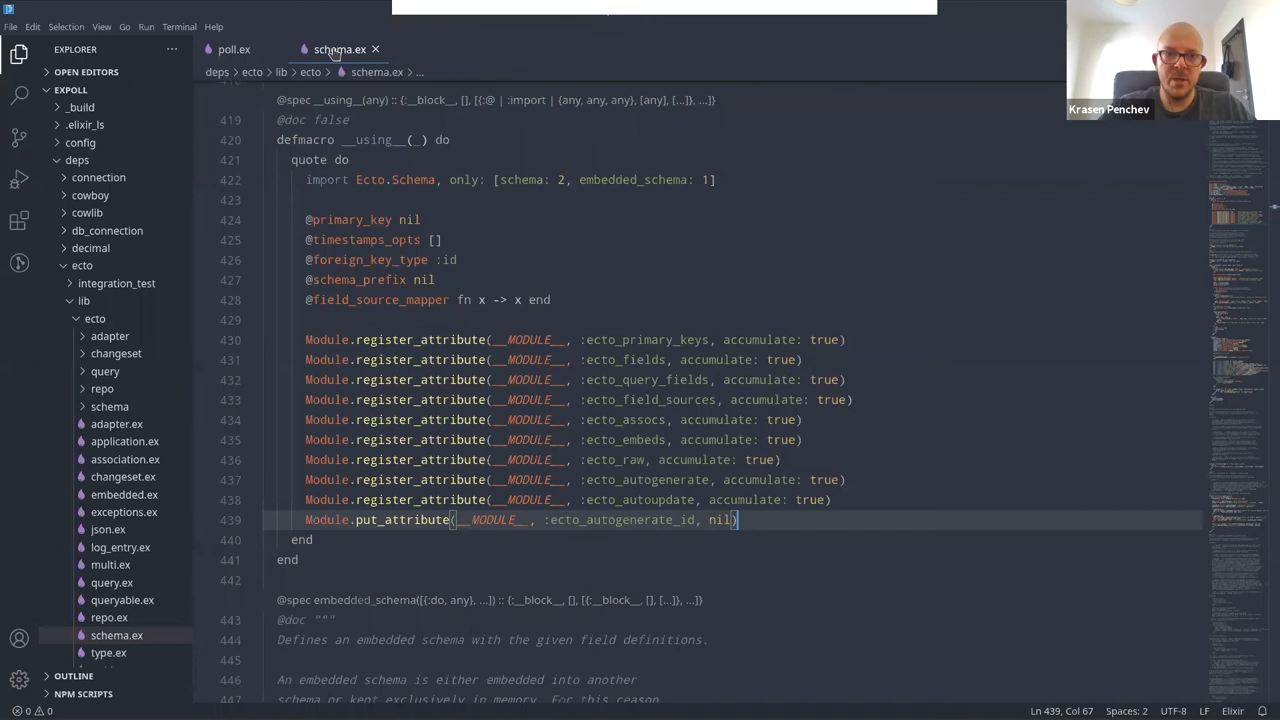 File Edit Selection View Go Run Terminal Help
EXPLORER ...
poll.ex
schema.ex
deps > ecto > lib > ecto > schema.ex > ...
OPEN EDITORS
EXPOLL
_build
.elixir_ls
config
deps
connection
cowboy
cowlib
db_connection
decimal
ecto
integration_test
lib
ecto
adapter
changeset
query
repo
schema
adapter.ex
application.ex
association.ex
changeset.ex
embedded.ex
exceptions.ex
json.ex
log_entry.ex
multi.ex
query.ex
queryable.ex
repo.ex
schema.ex
type.ex
OUTLINE
NPM SCRIPTS
@spec __using__(any) :: {:__block__, [], [{:@ | :import | {any, any, any}, [any], [...]}, ...]}
419 @doc false
420 defmacro __using__(_) do
421 quote do
422 import Ecto.Schema, only: [schema: 2, embedded_schema: 1]
424 @primary_key nil
425 @timestamps_opts []
426 @foreign_key_type :id
427 @schema_prefix nil
428 @field_source_mapper fn x -> x end
429
430 Module.register_attribute(__MODULE__, :ecto_primary_keys, accumulate: true)
431 Module.register_attribute(__MODULE__, :ecto_fields, accumulate: true)
432 Module.register_attribute(__MODULE__, :ecto_query_fields, accumulate: true)
433 Module.register_attribute(__MODULE__, :ecto_field_sources, accumulate: true)
434 Module.register_attribute(__MODULE__, :ecto_assocs, accumulate: true)
435 Module.register_attribute(__MODULE__, :ecto_embeds, accumulate: true)
436 Module.register_attribute(__MODULE__, :ecto_raw, accumulate: true)
437 Module.register_attribute(__MODULE__, :ecto_autogenerate, accumulate: true)
438 Module.register_attribute(__MODULE__, :ecto_autoupdate, accumulate: true)
439 Module.put_attribute(__MODULE__, :ecto_autogenerate_id, nil)
440 end
441 end
442
@spec embedded_schema([{:do, any}, ...]) :: {:__block__, [], [{:__block__, [], [...]}, ...]}
443 @doc """
444 Defines an embedded schema with the given field definitions.
445
446 An embedded schema is either embedded into another
447 schema or kept exclusively in memory. For this reason
Krasen Penchev
0 0
Ln 439, Col 67 Spaces: 2 UTF-8 LF Elixir